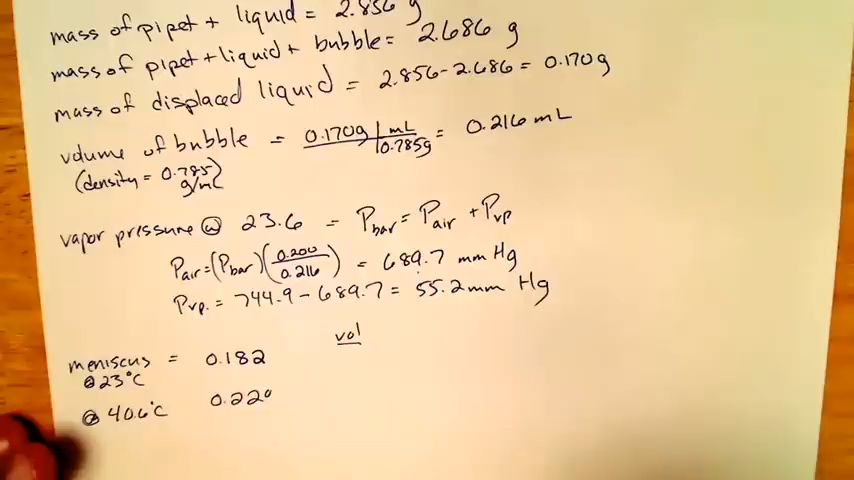 mass of pipet + liquid = 2.856 g
mass of pipet+liquid + bubble = 2.686 g
mass of displaced liquid = 2.856-2.686 = 0.170g
volume of bubble = 0.170g | mL / 0.785g = 0.216 mL
(density = 0.785 g/mL)
vapor pressure @ 23.6 = Pbar = Pair + Pvp
Pair = (Pbar)(0.200/0.216) = 689.7 mm Hg
Pvp. = 744.9 - 689.7 = 55.2mm Hg
vol
meniscus = 0.182
@ 23°C
@ 40.6°C 0.220